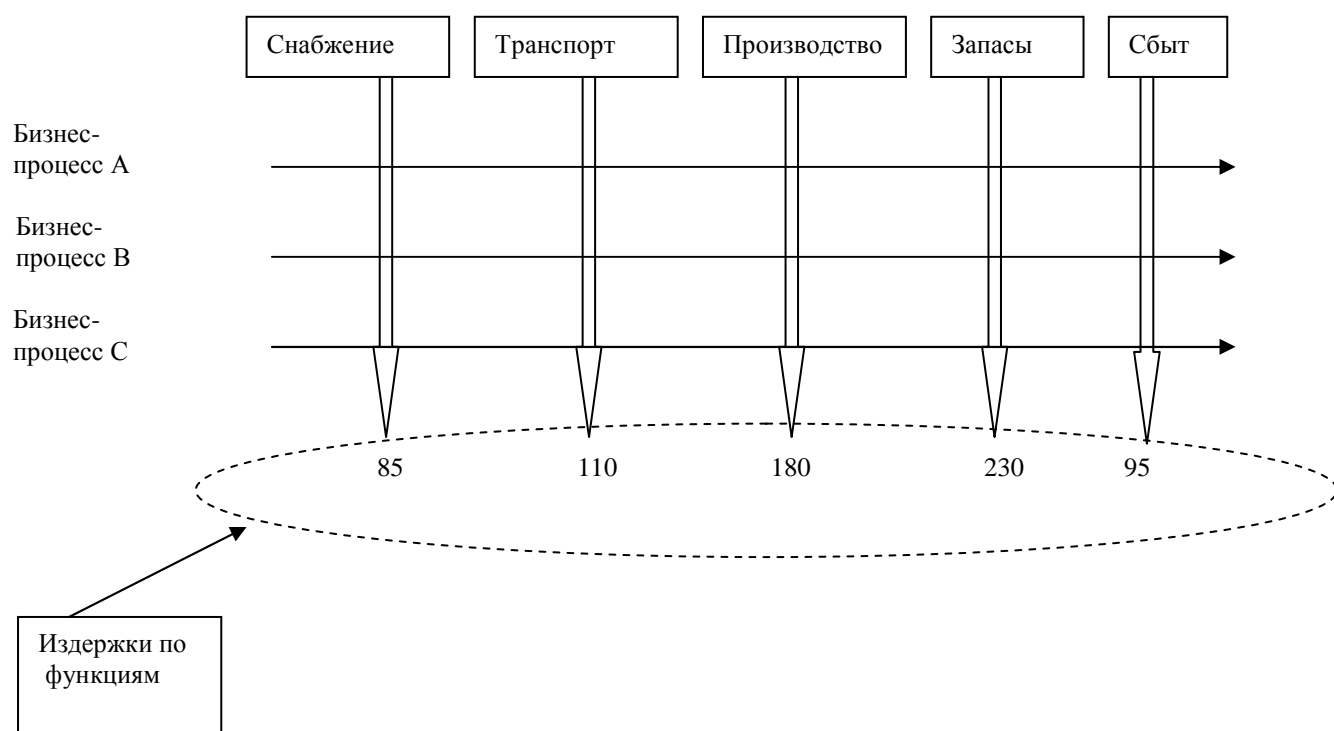 Снабжение
Транспорт
Производство
Запасы
Сбыт
Бизнес-
процесс А
Бизнес-
процесс В
Бизнес-
процесс С
85
110
180
230
95
Издержки по
функциям